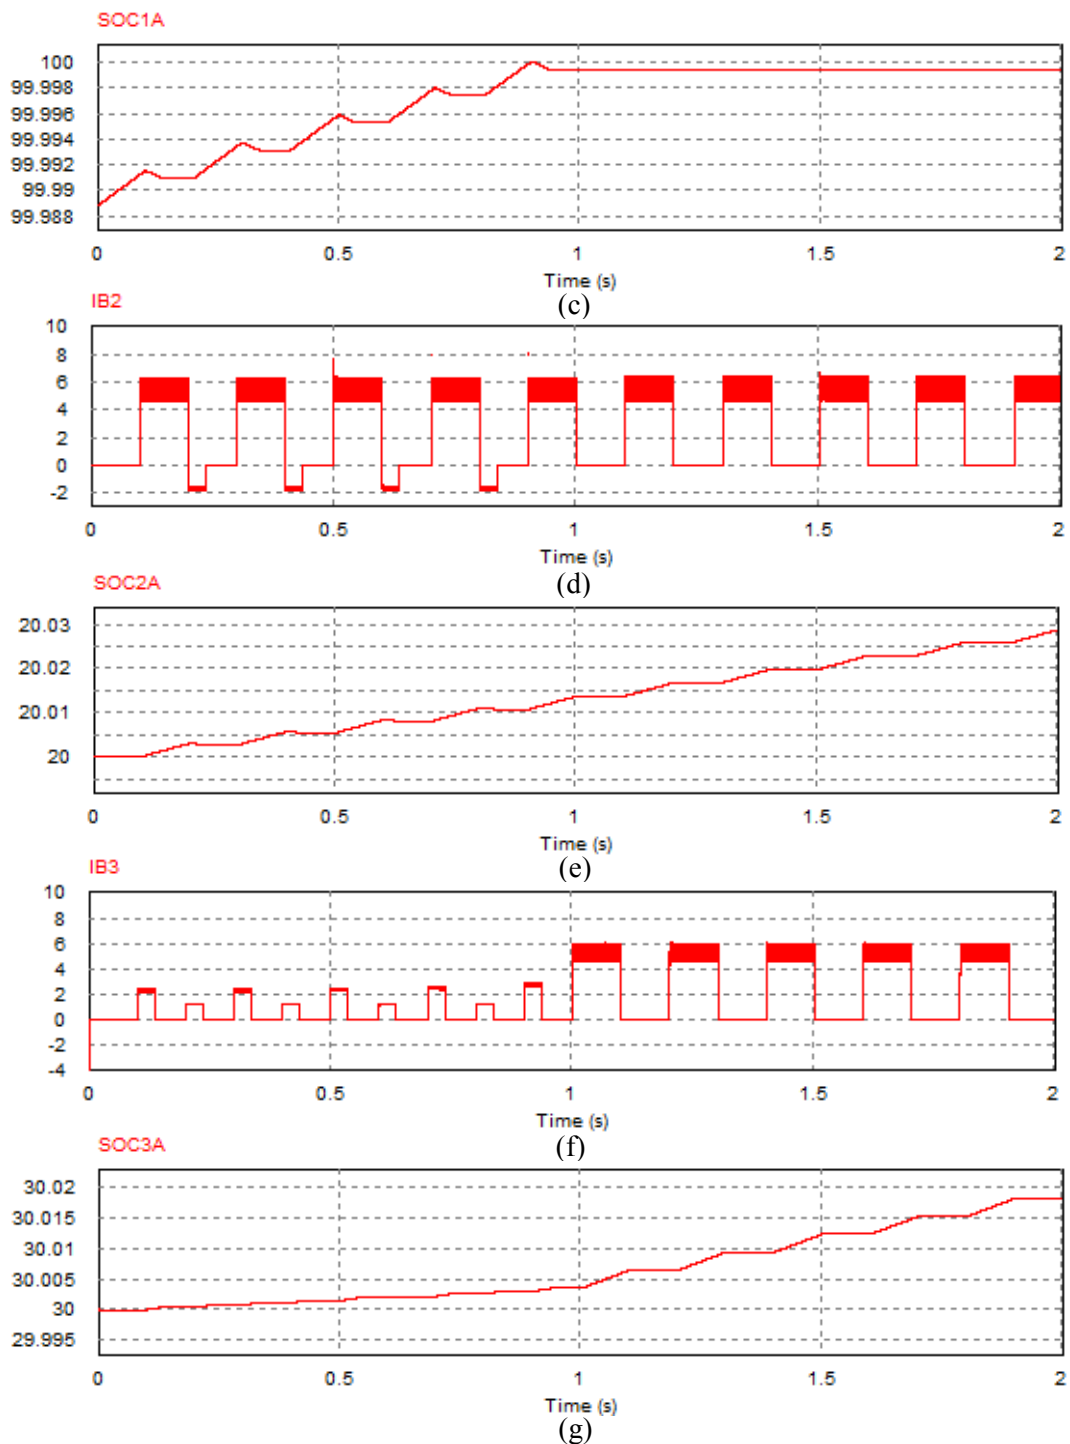 SOC1A
100
99.998
99.996
99.994
99.992
99.99
99.988
0 0.5 1 1.5 2
Time (s)
(c)
IB2
10
8
6
4
2
0
-2
0 0.5 1 1.5 2
Time (s)
(d)
SOC2A
20.03
20.02
20.01
20
0 0.5 1 1.5 2
Time (s)
(e)
IB3
10
8
6
4
2
0
-2
-4
0 0.5 1 1.5 2
Time (s)
(f)
SOC3A
30.02
30.015
30.01
30.005
30
29.995
0 0.5 1 1.5 2
Time (s)
(g)